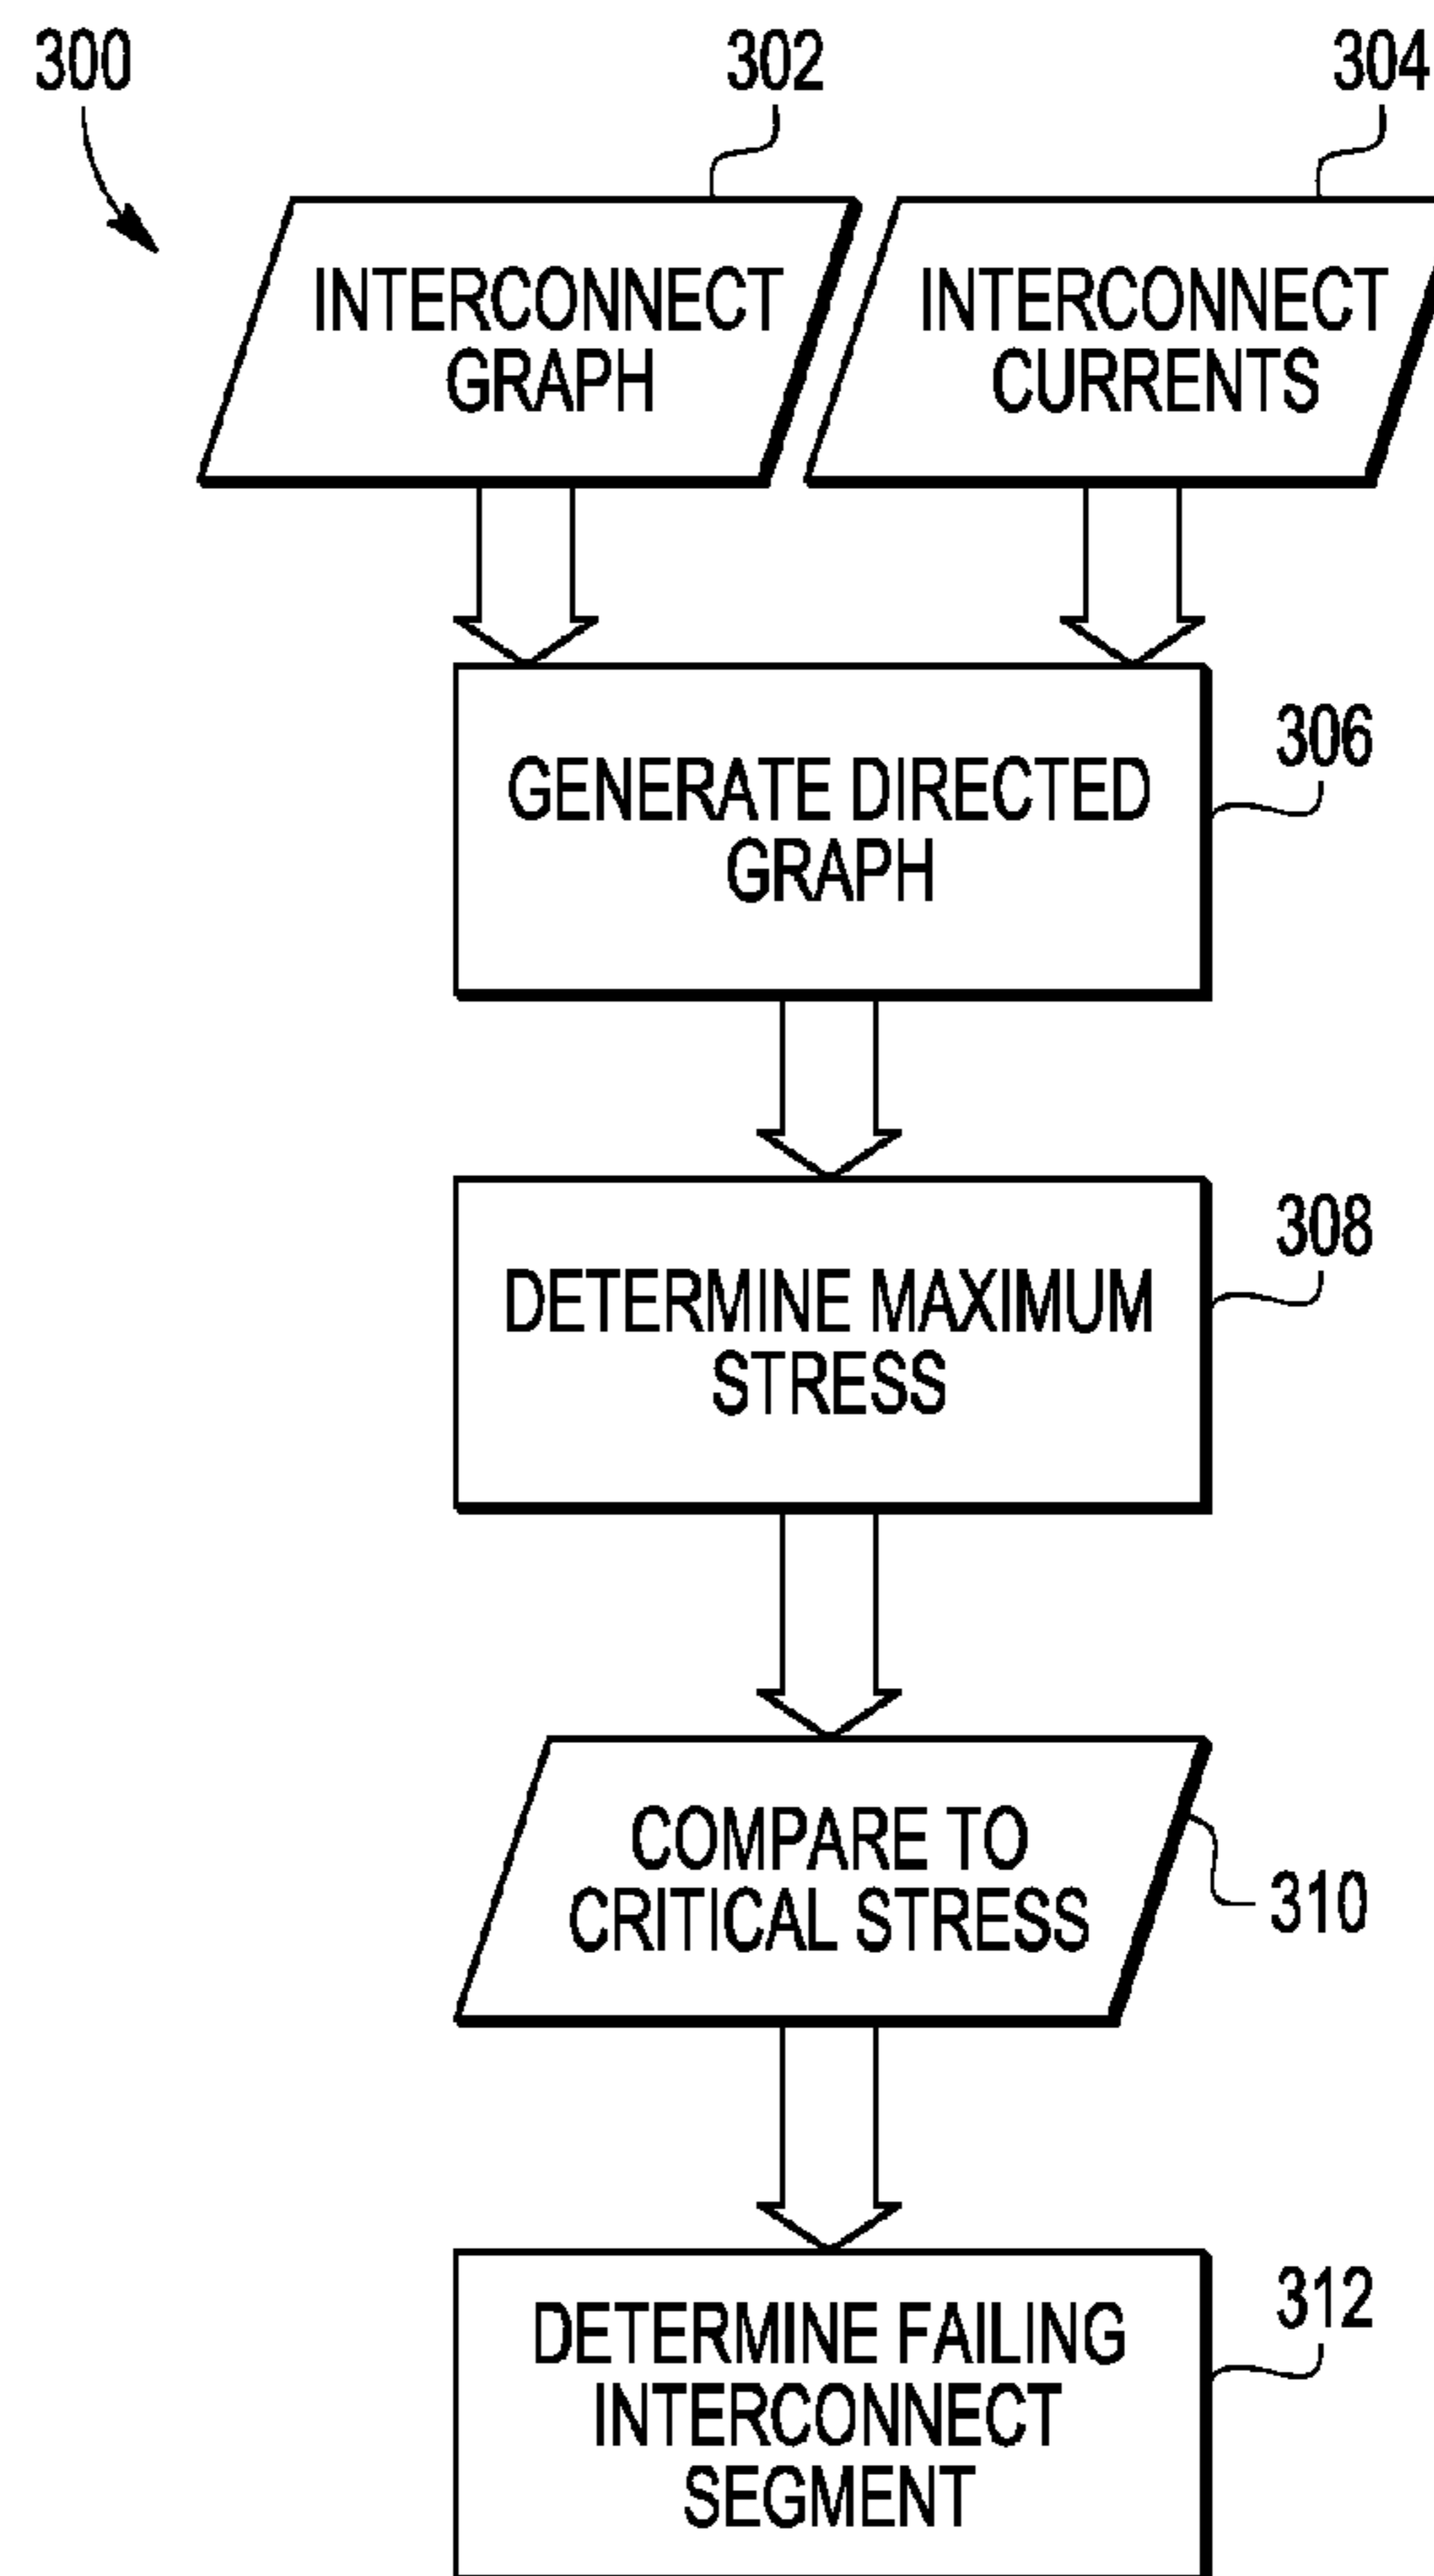 300
302
304
INTERCONNECT
GRAPH
INTERCONNECT
CURRENTS
GENERATE DIRECTED
GRAPH
306
DETERMINE MAXIMUM
STRESS
308
COMPARE TO
CRITICAL STRESS
310
DETERMINE FAILING
INTERCONNECT
SEGMENT
312